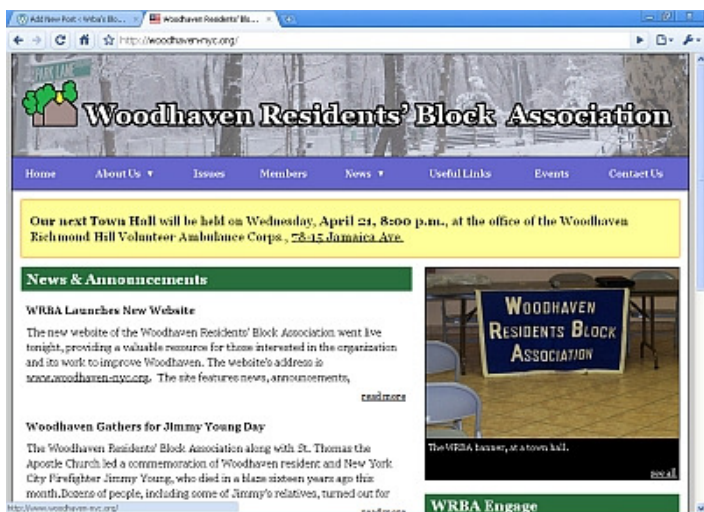 Add New Post ‹ Wrba's Blo...
Woodhaven Residents' Blo...
http://woodhaven-nyc.org/
PARK LANE
Woodhaven Residents' Block Association
Home About Us ▼ Issues Members News ▼ Useful Links Events Contact Us
Our next Town Hall will be held on Wednesday, April 21, 8:00 p.m., at the office of the Woodhaven
Richmond Hill Volunteer Ambulance Corps., 78-15 Jamaica Ave.
News & Announcements
WRBA Launches New Website
The new website of the Woodhaven Residents' Block Association went live
tonight, providing a valuable resource for those interested in the organization
and its work to improve Woodhaven. The website's address is
www.woodhaven-nyc.org. The site features news, announcements,
read more
Woodhaven Gathers for Jimmy Young Day
The Woodhaven Residents' Block Association along with St. Thomas the
Apostle Church led a commemoration of Woodhaven resident and New York
City Firefighter Jimmy Young, who died in a blaze sixteen years ago this
month.Dozens of people, including some of Jimmy's relatives, turned out for
read more
WOODHAVEN
RESIDENTS BLOCK
ASSOCIATION
The WRBA banner, at a town hall.
see all
WRBA Engage
http://www.woodhaven-nyc.org/